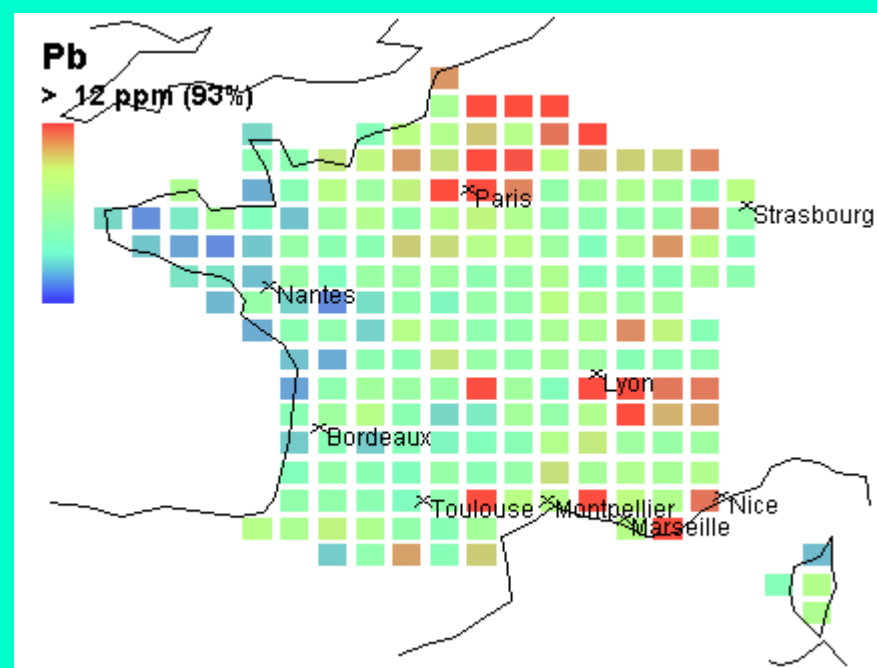 Pb
> 12 ppm (93%)
Paris
Strasbourg
Nantes
Lyon
Bordeaux
Toulouse
Montpellier
Nice
Marseille